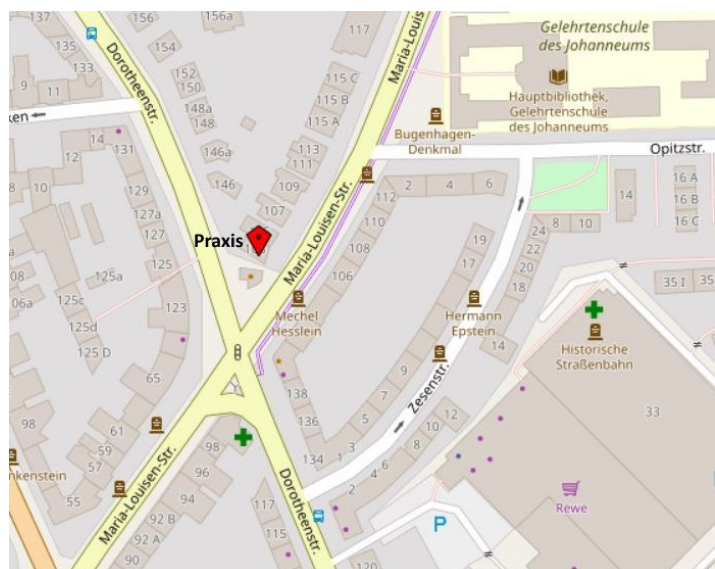 137
135
133
9
11
ken
14
131
12
10
10
129
127a
127
125
125
125a
08
06a
125c
125d
125 D
123
65
98
61
59
57
55
nkenstein
156a
156a
154
152
150
148a
148
146a
146
Dorotheenstr.
117
115 C
115 B
115 A
113
111
109
107
Praxis
Maria-Louisen-Str.
Maria-Louisen-Str.
Gelehrtenschule
des Johanneums
Hauptbibliothek,
Gelehrtenschule
des Johanneums
Bugenhagen-
Denkmal
Opitzstr.
2
4
6
112
110
108
106
Mechel
Hesslein
19
17
9
7
5
3
1
134
136
138
Hermann
Epstein
Zesenstr.
24
22
20
18
14
12
10
8
6
4
2
8
10
14
16 A
16 B
16 C
35 I
35
Historische
Straßenbahn
33
Rewe
P
98
96
94
92 B
92 A
90
Maria-Louisen-Str.
Dorotheenstr.
117
115
120